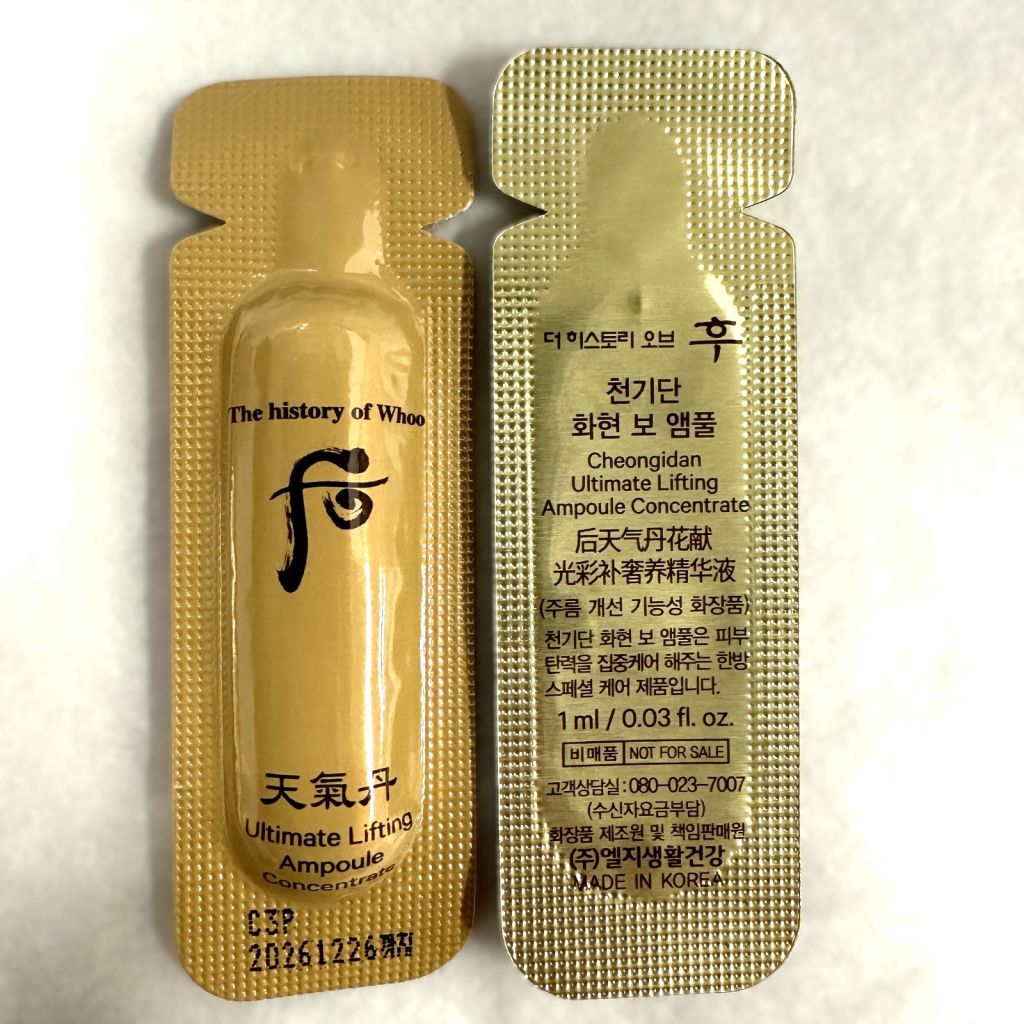 The history of Whoo
后
天氣丹
Ultimate Lifting
Ampoule
Concentrate
C3P
20261226까지
더 히스토리 오브 후
천기단
화현 보 앰풀
Cheongidan
Ultimate Lifting
Ampoule Concentrate
后天气丹花献
光彩补奢养精华液
(주름 개선 기능성 화장품)
천기단 화현 보 앰풀은 피부
탄력을 집중케어 해주는 한방
스페셜 케어 제품입니다.
1 ml / 0.03 fl. oz.
비매품 NOT FOR SALE
고객상담실:080-023-7007
(수신자요금부담)
화장품 제조원 및 책임판매원
(주)엘지생활건강
MADE IN KOREA